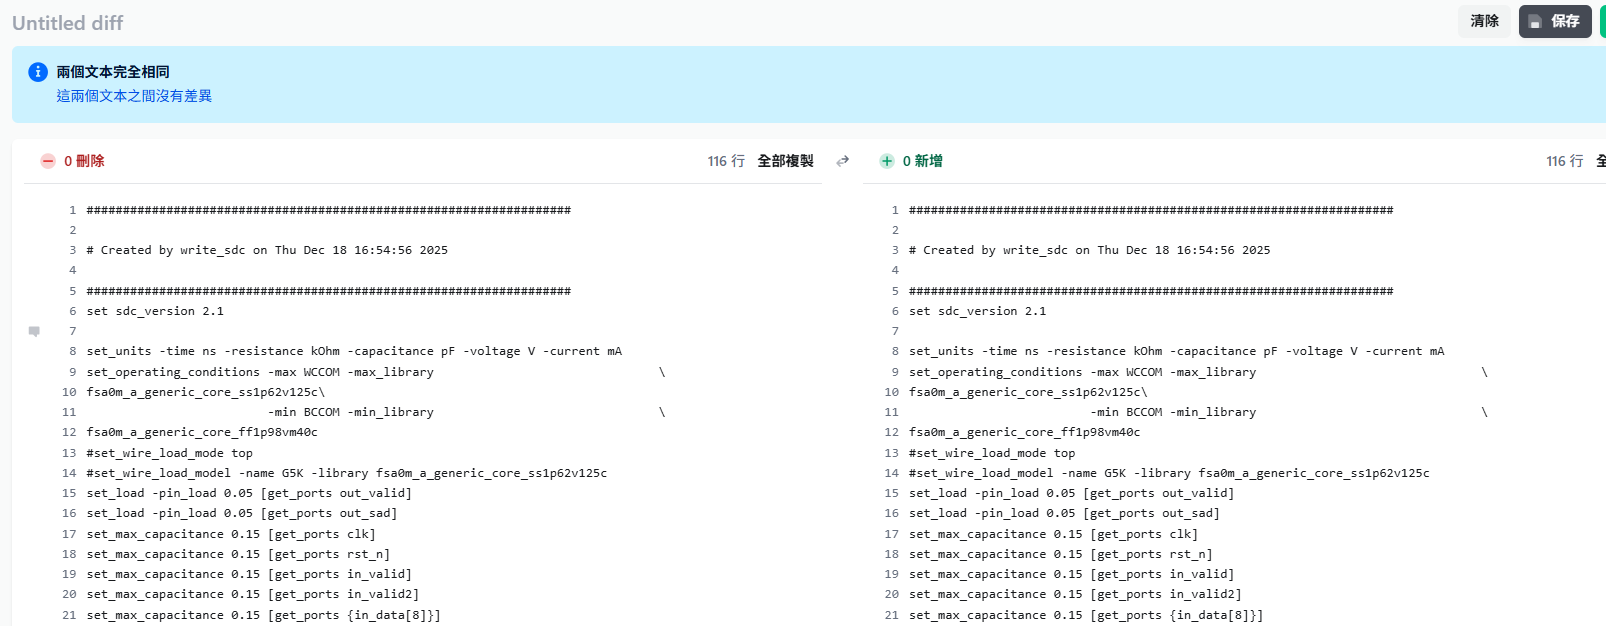 Untitled diff
清除
保存
兩個文本完全相同
這兩個文本之間沒有差異
0 刪除
116 行 全部複製
1 ###################################################################
2
3 # Created by write_sdc on Thu Dec 18 16:54:56 2025
4
5 ###################################################################
6 set sdc_version 2.1
7
8 set_units -time ns -resistance kOhm -capacitance pF -voltage V -current mA
9 set_operating_conditions -max WCCOM -max_library \
10 fsa0m_a_generic_core_ss1p62v125c\
11 -min BCCOM -min_library \
12 fsa0m_a_generic_core_ff1p98vm40c
13 #set_wire_load_mode top
14 #set_wire_load_model -name G5K -library fsa0m_a_generic_core_ss1p62v125c
15 set_load -pin_load 0.05 [get_ports out_valid]
16 set_load -pin_load 0.05 [get_ports out_sad]
17 set_max_capacitance 0.15 [get_ports clk]
18 set_max_capacitance 0.15 [get_ports rst_n]
19 set_max_capacitance 0.15 [get_ports in_valid]
20 set_max_capacitance 0.15 [get_ports in_valid2]
21 set_max_capacitance 0.15 [get_ports {in_data[8]}]
0 新增
116 行
1 ###################################################################
2
3 # Created by write_sdc on Thu Dec 18 16:54:56 2025
4
5 ###################################################################
6 set sdc_version 2.1
7
8 set_units -time ns -resistance kOhm -capacitance pF -voltage V -current mA
9 set_operating_conditions -max WCCOM -max_library \
10 fsa0m_a_generic_core_ss1p62v125c\
11 -min BCCOM -min_library \
12 fsa0m_a_generic_core_ff1p98vm40c
13 #set_wire_load_mode top
14 #set_wire_load_model -name G5K -library fsa0m_a_generic_core_ss1p62v125c
15 set_load -pin_load 0.05 [get_ports out_valid]
16 set_load -pin_load 0.05 [get_ports out_sad]
17 set_max_capacitance 0.15 [get_ports clk]
18 set_max_capacitance 0.15 [get_ports rst_n]
19 set_max_capacitance 0.15 [get_ports in_valid]
20 set_max_capacitance 0.15 [get_ports in_valid2]
21 set_max_capacitance 0.15 [get_ports {in_data[8]}]